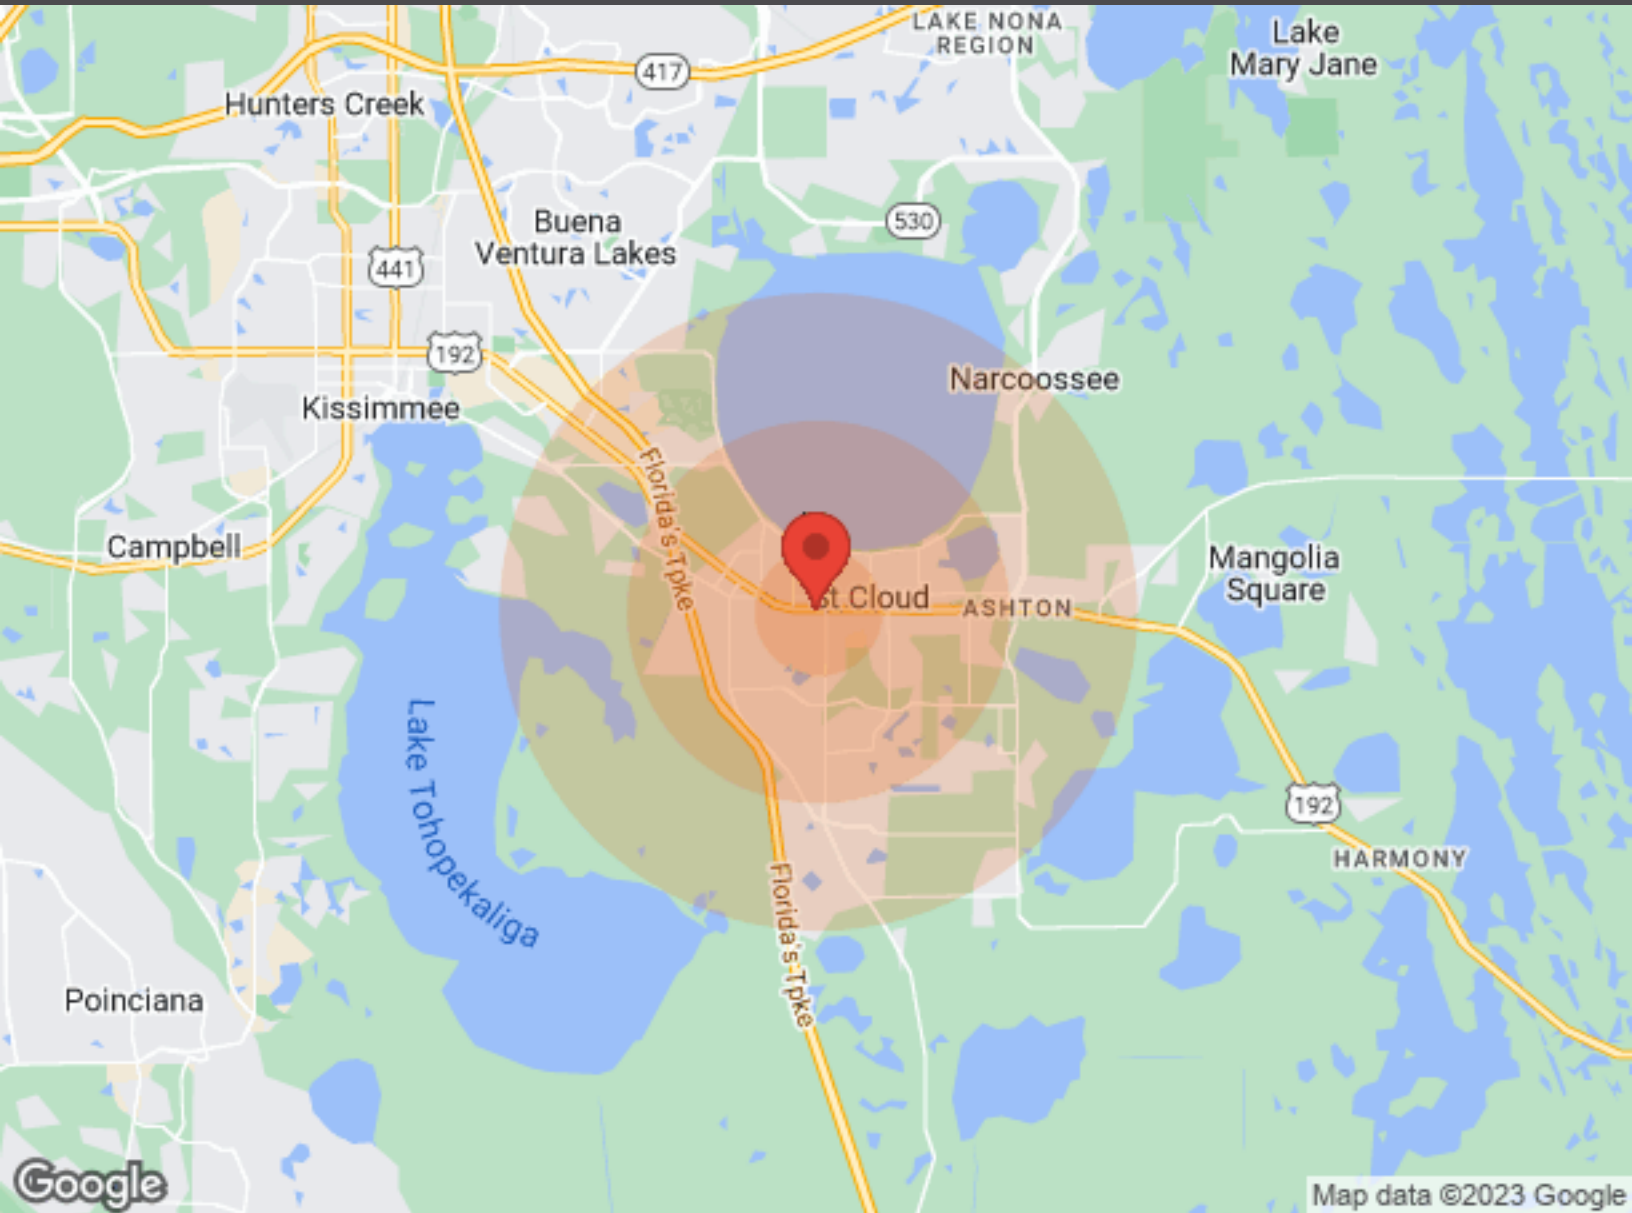 LAKE NONA
REGION
Lake
Mary Jane
417
Hunters Creek
530
Buena
Ventura Lakes
441
192
Narcoossee
Kissimmee
Florida's Tpke
Campbell
Mangolia
Square
St Cloud
ASHTON
Lake Tohopekaliga
192
HARMONY
Florida's Tpke
Poinciana
Google
Map data ©2023 Google